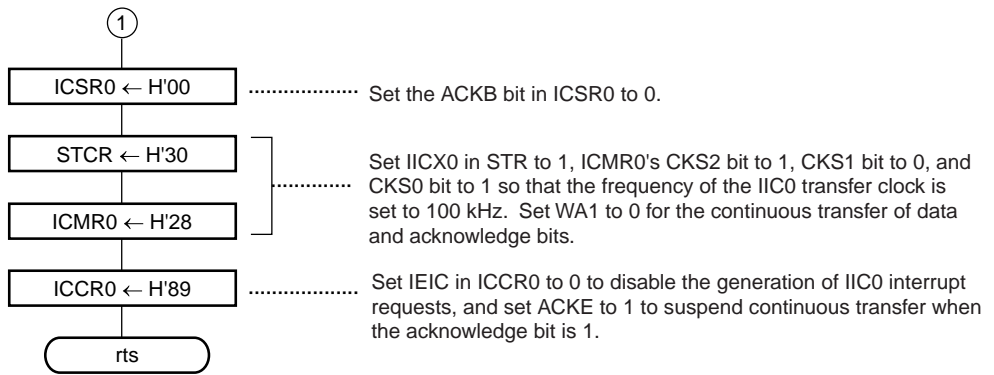 1
ICSR0 ← H'00
Set the ACKB bit in ICSR0 to 0.
STCR ← H'30
ICMR0 ← H'28
Set IICX0 in STR to 1, ICMR0's CKS2 bit to 1, CKS1 bit to 0, and
CKS0 bit to 1 so that the frequency of the IIC0 transfer clock is
set to 100 kHz. Set WA1 to 0 for the continuous transfer of data
and acknowledge bits.
ICCR0 ← H'89
Set IEIC in ICCR0 to 0 to disable the generation of IIC0 interrupt
requests, and set ACKE to 1 to suspend continuous transfer when
the acknowledge bit is 1.
rts